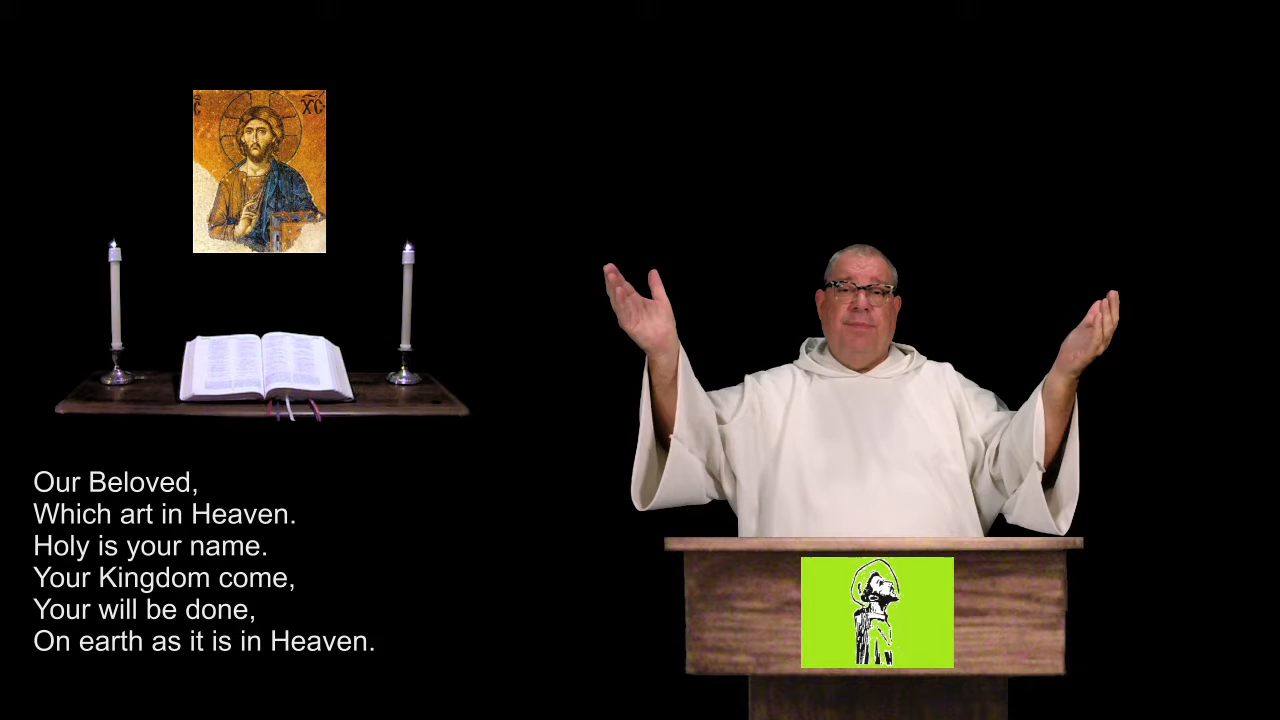 C XC
Our Beloved,
Which art in Heaven.
Holy is your name.
Your Kingdom come,
Your will be done,
On earth as it is in Heaven.